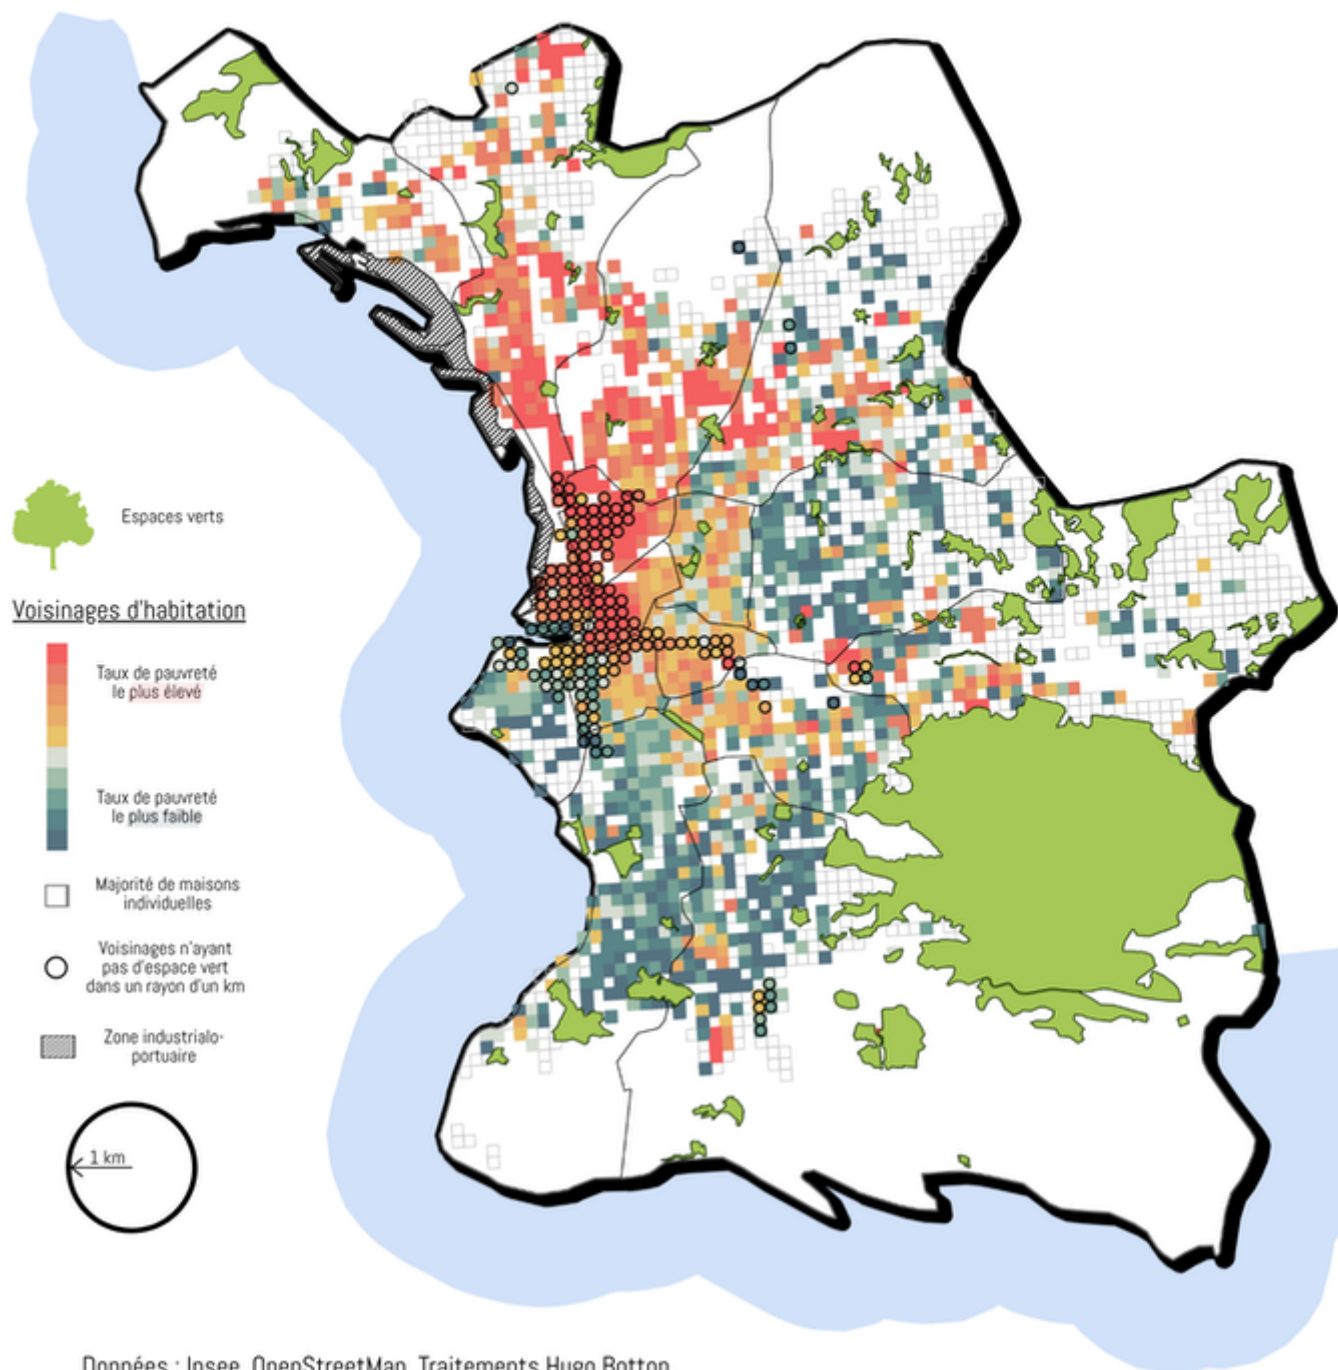 Espaces verts
Voisinages d'habitation
Taux de pauvreté
le plus élevé
Taux de pauvreté
le plus faible
Majorité de maisons
individuelles
Voisinages n'ayant
pas d'espace vert
dans un rayon d'un km
Zone industrialo-
portuaire
1 km
Données : Insee, OpenStreetMap, Traitements Hugo Botton